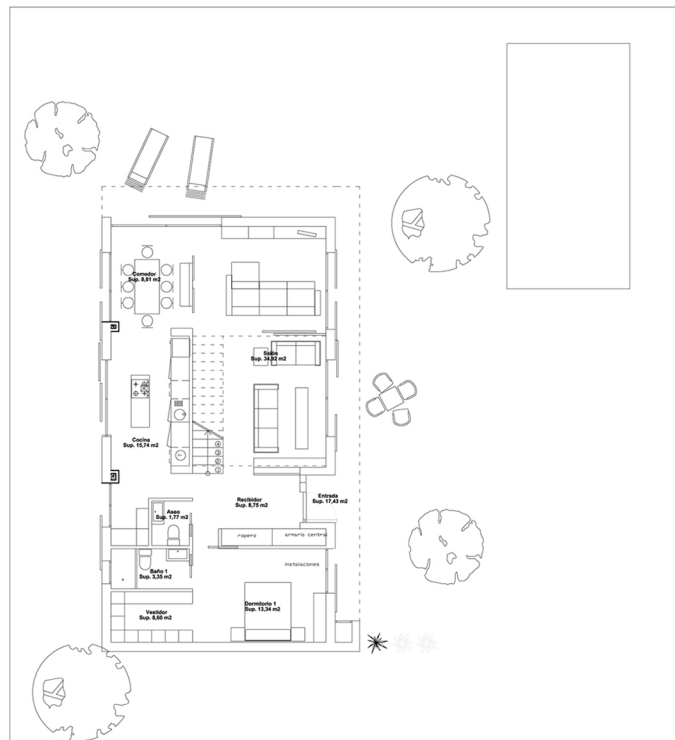 Comedor
Sup. 8,81 m2
Salón
Sup. 34,92 m2
Cocina
Sup. 15,74 m2
Recibidor
Sup. 8,75 m2
Entrada
Sup. 17,43 m2
Aseo
Sup. 1,77 m2
ropero
armario central
instalaciones
Baño 1
Sup. 3,35 m2
Vestidor
Sup. 8,60 m2
Dormitorio 1
Sup. 13,34 m2